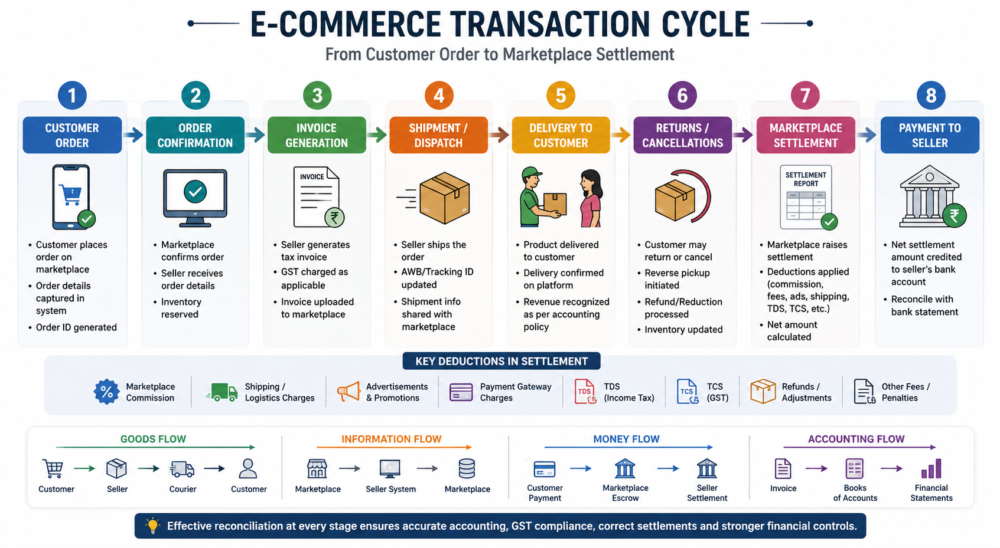 E-COMMERCE TRANSACTION CYCLE
From Customer Order to Marketplace Settlement
1
CUSTOMER
ORDER
• Customer places
order on
marketplace
• Order details
captured in
system
• Order ID generated
2
ORDER
CONFIRMATION
• Marketplace
confirms order
• Seller receives
order details
• Inventory
reserved
3
INVOICE
GENERATION
INVOICE
₹
• Seller generates
tax invoice
• GST charged as
applicable
• Invoice uploaded
to marketplace
4
SHIPMENT /
DISPATCH
• Seller ships the
order
• AWB/Tracking ID
updated
• Shipment info
shared with
marketplace
5
DELIVERY TO
CUSTOMER
• Product delivered
to customer
• Delivery confirmed
on platform
• Revenue recognized
as per accounting
policy
6
RETURNS /
CANCELLATIONS
• Customer may
return or cancel
• Reverse pickup
initiated
• Refund/Reduction
processed
• Inventory updated
7
MARKETPLACE
SETTLEMENT
SETTLEMENT
REPORT
• Marketplace raises
settlement
• Deductions applied
(commission,
fees, ads, shipping,
TDS, TCS, etc.)
• Net amount
calculated
8
PAYMENT TO
SELLER
₹
• Net settlement
amount credited
to seller's bank
account
• Reconcile with
bank statement
KEY DEDUCTIONS IN SETTLEMENT
%
Marketplace
Commission
Shipping /
Logistics Charges
Advertisements
& Promotions
Payment Gateway
Charges
TDS
TDS
(Income Tax)
TCS
TCS
(GST)
Refunds /
Adjustments
Other Fees /
Penalties
GOODS FLOW
Customer
Seller
Courier
Customer
INFORMATION FLOW
Marketplace
Seller System
Marketplace
MONEY FLOW
Customer
Payment
Marketplace
Escrow
Seller
Settlement
ACCOUNTING FLOW
Invoice
Books
of Accounts
Financial
Statements
Effective reconciliation at every stage ensures accurate accounting, GST compliance, correct settlements and stronger financial controls.